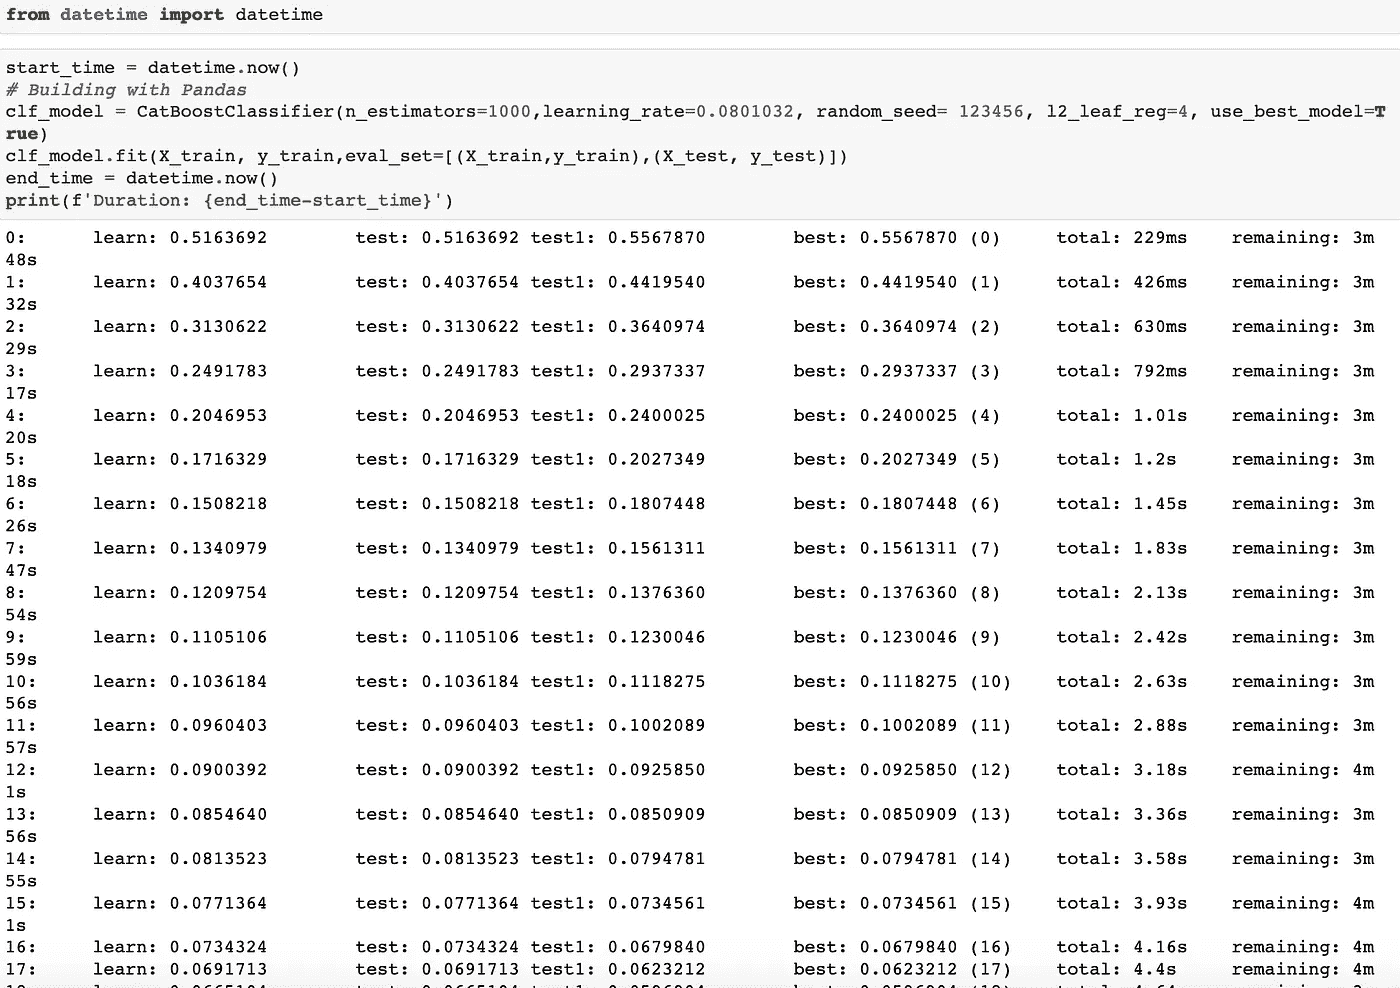 from datetime import datetime
start_time = datetime.now()
# Building with Pandas
clf_model = CatBoostClassifier(n_estimators=1000,learning_rate=0.0801032, random_seed= 123456, l2_leaf_reg=4, use_best_model=T
rue)
clf_model.fit(X_train, y_train,eval_set=[(X_train,y_train),(X_test, y_test)])
end_time = datetime.now()
print(f'Duration: {end_time-start_time}')
0: learn: 0.5163692 test: 0.5163692 test1: 0.5567870 best: 0.5567870 (0) total: 229ms remaining: 3m
48s
1: learn: 0.4037654 test: 0.4037654 test1: 0.4419540 best: 0.4419540 (1) total: 426ms remaining: 3m
32s
2: learn: 0.3130622 test: 0.3130622 test1: 0.3640974 best: 0.3640974 (2) total: 630ms remaining: 3m
29s
3: learn: 0.2491783 test: 0.2491783 test1: 0.2937337 best: 0.2937337 (3) total: 792ms remaining: 3m
17s
4: learn: 0.2046953 test: 0.2046953 test1: 0.2400025 best: 0.2400025 (4) total: 1.01s remaining: 3m
20s
5: learn: 0.1716329 test: 0.1716329 test1: 0.2027349 best: 0.2027349 (5) total: 1.2s remaining: 3m
18s
6: learn: 0.1508218 test: 0.1508218 test1: 0.1807448 best: 0.1807448 (6) total: 1.45s remaining: 3m
26s
7: learn: 0.1340979 test: 0.1340979 test1: 0.1561311 best: 0.1561311 (7) total: 1.83s remaining: 3m
47s
8: learn: 0.1209754 test: 0.1209754 test1: 0.1376360 best: 0.1376360 (8) total: 2.13s remaining: 3m
54s
9: learn: 0.1105106 test: 0.1105106 test1: 0.1230046 best: 0.1230046 (9) total: 2.42s remaining: 3m
59s
10: learn: 0.1036184 test: 0.1036184 test1: 0.1118275 best: 0.1118275 (10) total: 2.63s remaining: 3m
56s
11: learn: 0.0960403 test: 0.0960403 test1: 0.1002089 best: 0.1002089 (11) total: 2.88s remaining: 3m
57s
12: learn: 0.0900392 test: 0.0900392 test1: 0.0925850 best: 0.0925850 (12) total: 3.18s remaining: 4m
1s
13: learn: 0.0854640 test: 0.0854640 test1: 0.0850909 best: 0.0850909 (13) total: 3.36s remaining: 3m
56s
14: learn: 0.0813523 test: 0.0813523 test1: 0.0794781 best: 0.0794781 (14) total: 3.58s remaining: 3m
55s
15: learn: 0.0771364 test: 0.0771364 test1: 0.0734561 best: 0.0734561 (15) total: 3.93s remaining: 4m
1s
16: learn: 0.0734324 test: 0.0734324 test1: 0.0679840 best: 0.0679840 (16) total: 4.16s remaining: 4m
17: learn: 0.0691713 test: 0.0691713 test1: 0.0623212 best: 0.0623212 (17) total: 4.4s remaining: 4m